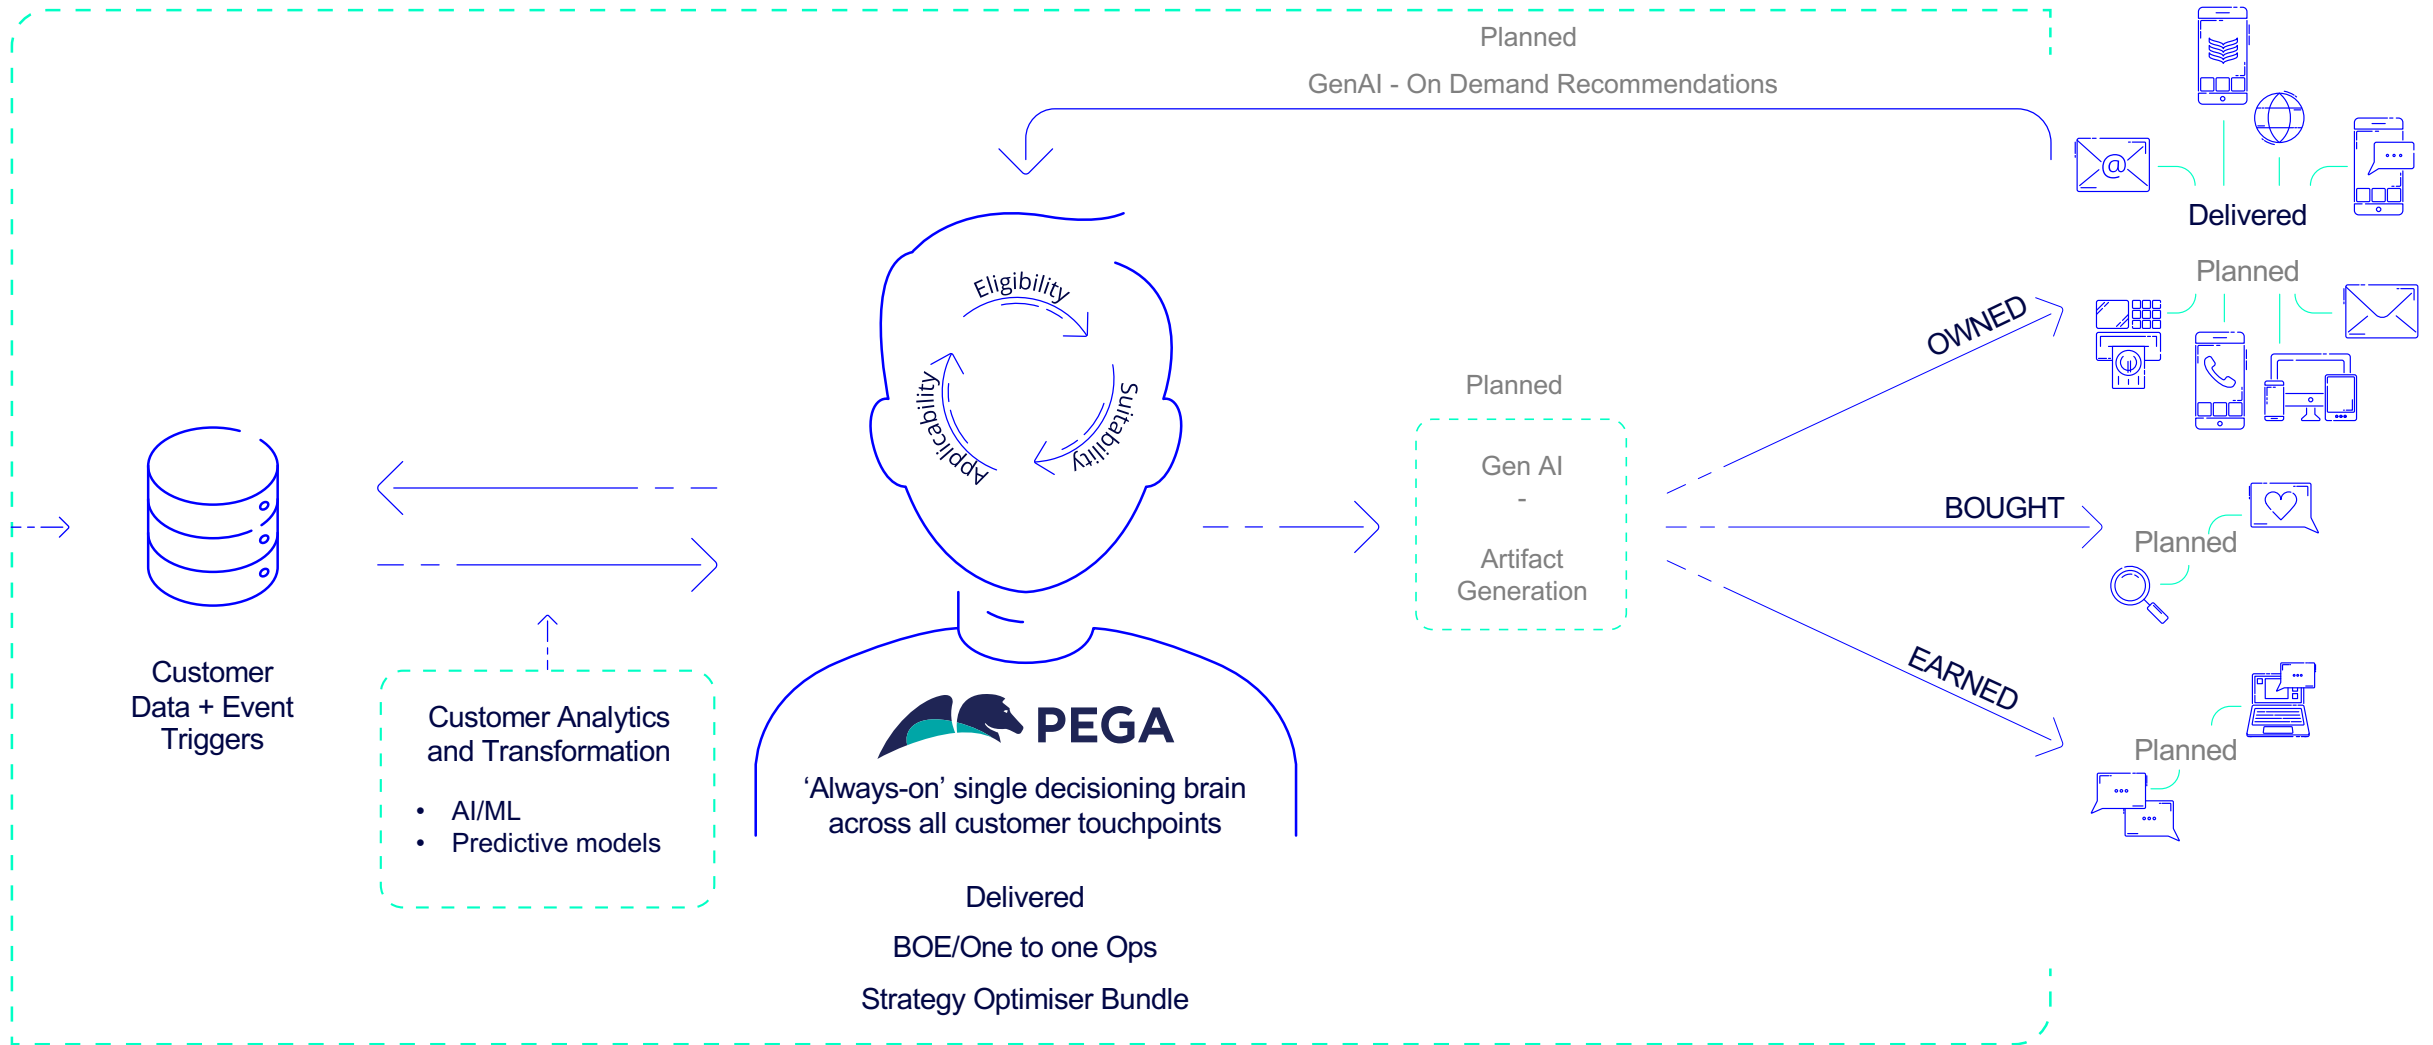 Planned
GenAI - On Demand Recommendations
@
Delivered
Planned
Eligibility
Suitability
Applicability
OWNED
Planned
Gen AI
-
Artifact
Generation
BOUGHT
Planned
EARNED
Planned
Customer
Data + Event
Triggers
Customer Analytics
and Transformation
• AI/ML
• Predictive models
PEGA
‘Always-on’ single decisioning brain
across all customer touchpoints
Delivered
BOE/One to one Ops
Strategy Optimiser Bundle